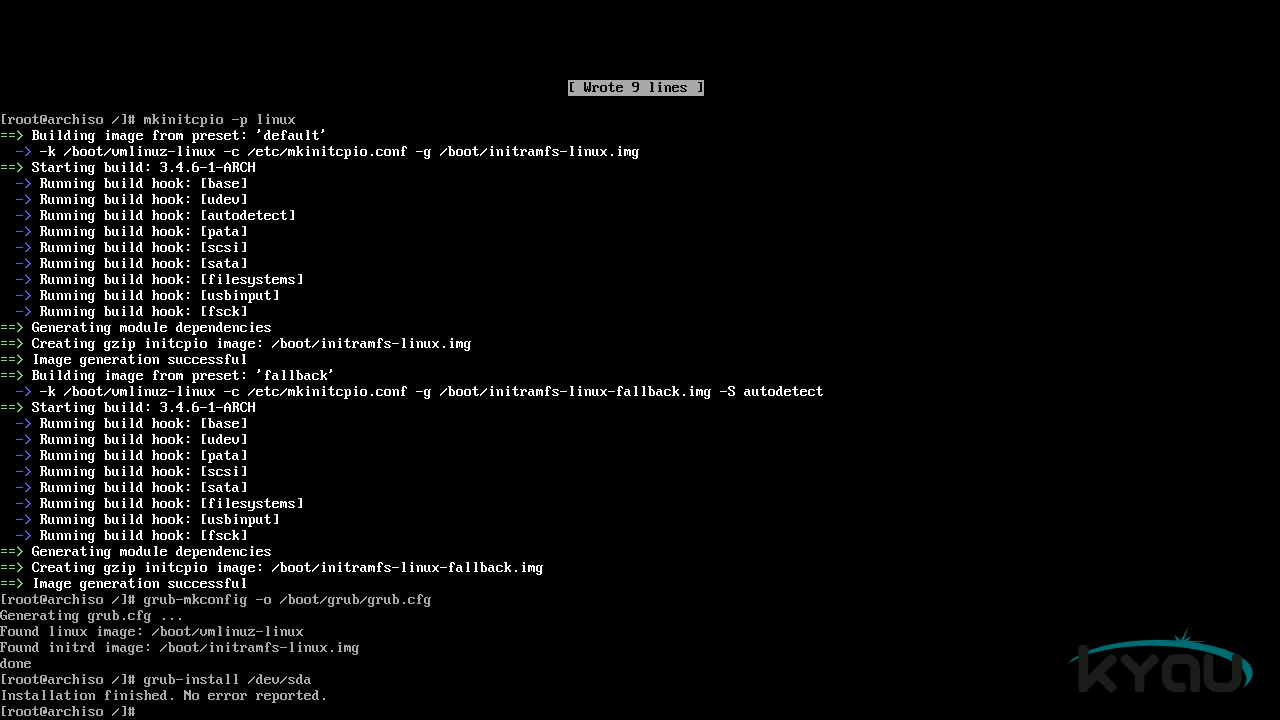 [ Wrote 9 lines ]
[root@archiso /]# mkinitcpio -p linux
==> Building image from preset: 'default'
  -> -k /boot/vmlinuz-linux -c /etc/mkinitcpio.conf -g /boot/initramfs-linux.img
==> Starting build: 3.4.6-1-ARCH
  -> Running build hook: [base]
  -> Running build hook: [udev]
  -> Running build hook: [autodetect]
  -> Running build hook: [pata]
  -> Running build hook: [scsi]
  -> Running build hook: [sata]
  -> Running build hook: [filesystems]
  -> Running build hook: [usbinput]
  -> Running build hook: [fsck]
==> Generating module dependencies
==> Creating gzip initcpio image: /boot/initramfs-linux.img
==> Image generation successful
==> Building image from preset: 'fallback'
  -> -k /boot/vmlinuz-linux -c /etc/mkinitcpio.conf -g /boot/initramfs-linux-fallback.img -S autodetect
==> Starting build: 3.4.6-1-ARCH
  -> Running build hook: [base]
  -> Running build hook: [udev]
  -> Running build hook: [pata]
  -> Running build hook: [scsi]
  -> Running build hook: [sata]
  -> Running build hook: [filesystems]
  -> Running build hook: [usbinput]
  -> Running build hook: [fsck]
==> Generating module dependencies
==> Creating gzip initcpio image: /boot/initramfs-linux-fallback.img
==> Image generation successful
[root@archiso /]# grub-mkconfig -o /boot/grub/grub.cfg
Generating grub.cfg ...
Found linux image: /boot/vmlinuz-linux
Found initrd image: /boot/initramfs-linux.img
done
[root@archiso /]# grub-install /dev/sda
Installation finished. No error reported.
[root@archiso /]#
kyau